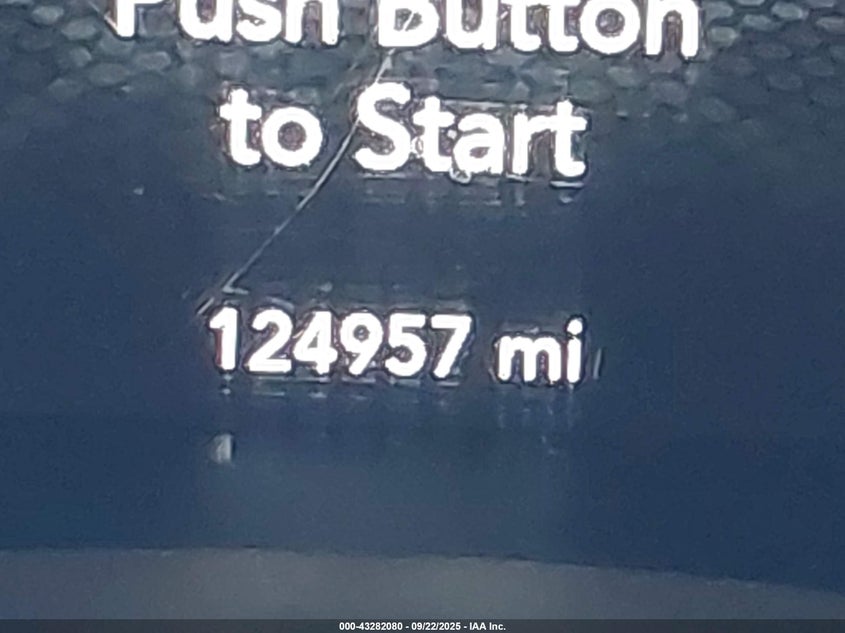 Push Button
to Start
124957 mi
000-43282080 - 09/22/2025 - IAA Inc.